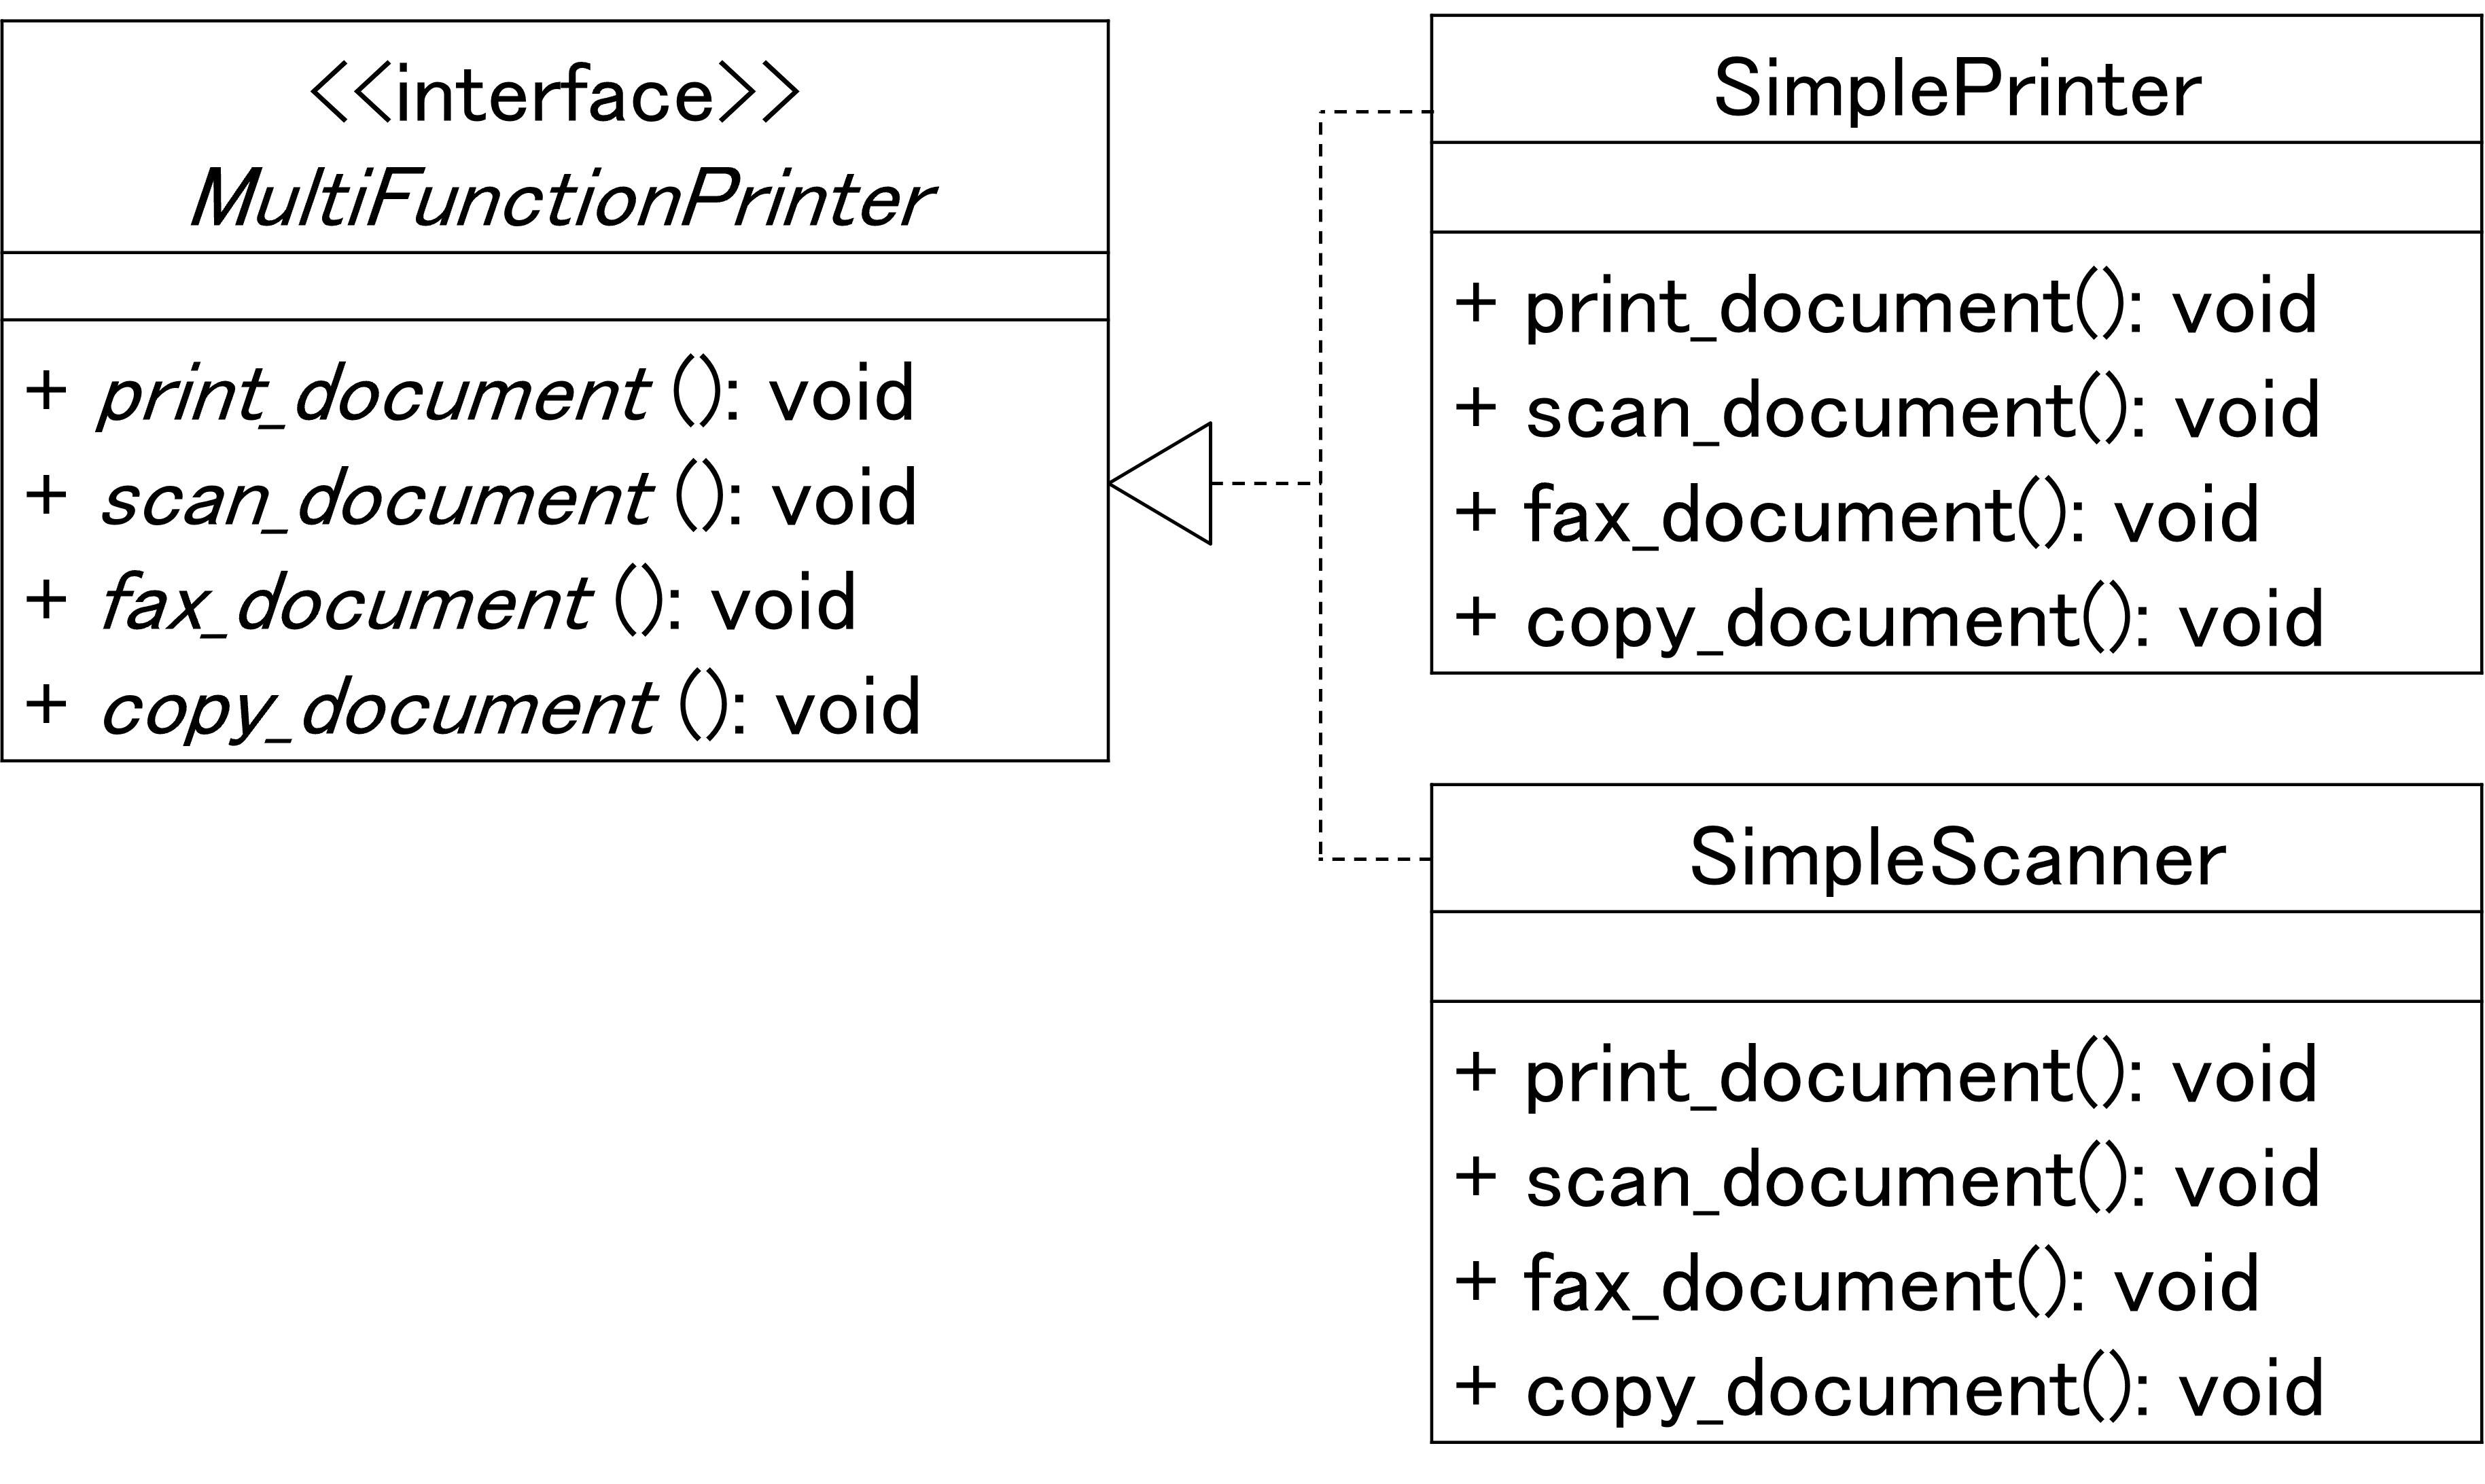 <<interface>>
MultiFunctionPrinter
+ print_document (): void
+ scan_document (): void
+ fax_document (): void
+ copy_document (): void
SimplePrinter
+ print_document(): void
+ scan_document(): void
+ fax_document(): void
+ copy_document(): void
SimpleScanner
+ print_document(): void
+ scan_document(): void
+ fax_document(): void
+ copy_document(): void